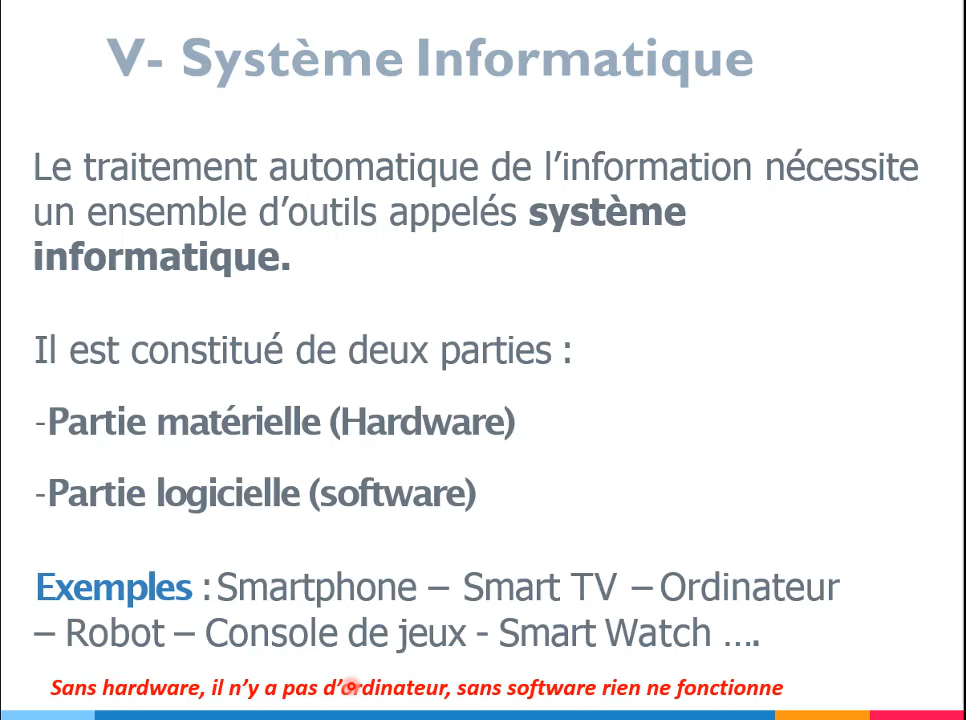 V- Système Informatique
Le traitement automatique de l’information nécessite
un ensemble d’outils appelés système
informatique.
Il est constitué de deux parties :
-Partie matérielle (Hardware)
-Partie logicielle (software)
Exemples : Smartphone – Smart TV – Ordinateur
– Robot – Console de jeux - Smart Watch ….
Sans hardware, il n’y a pas d’ordinateur, sans software rien ne fonctionne